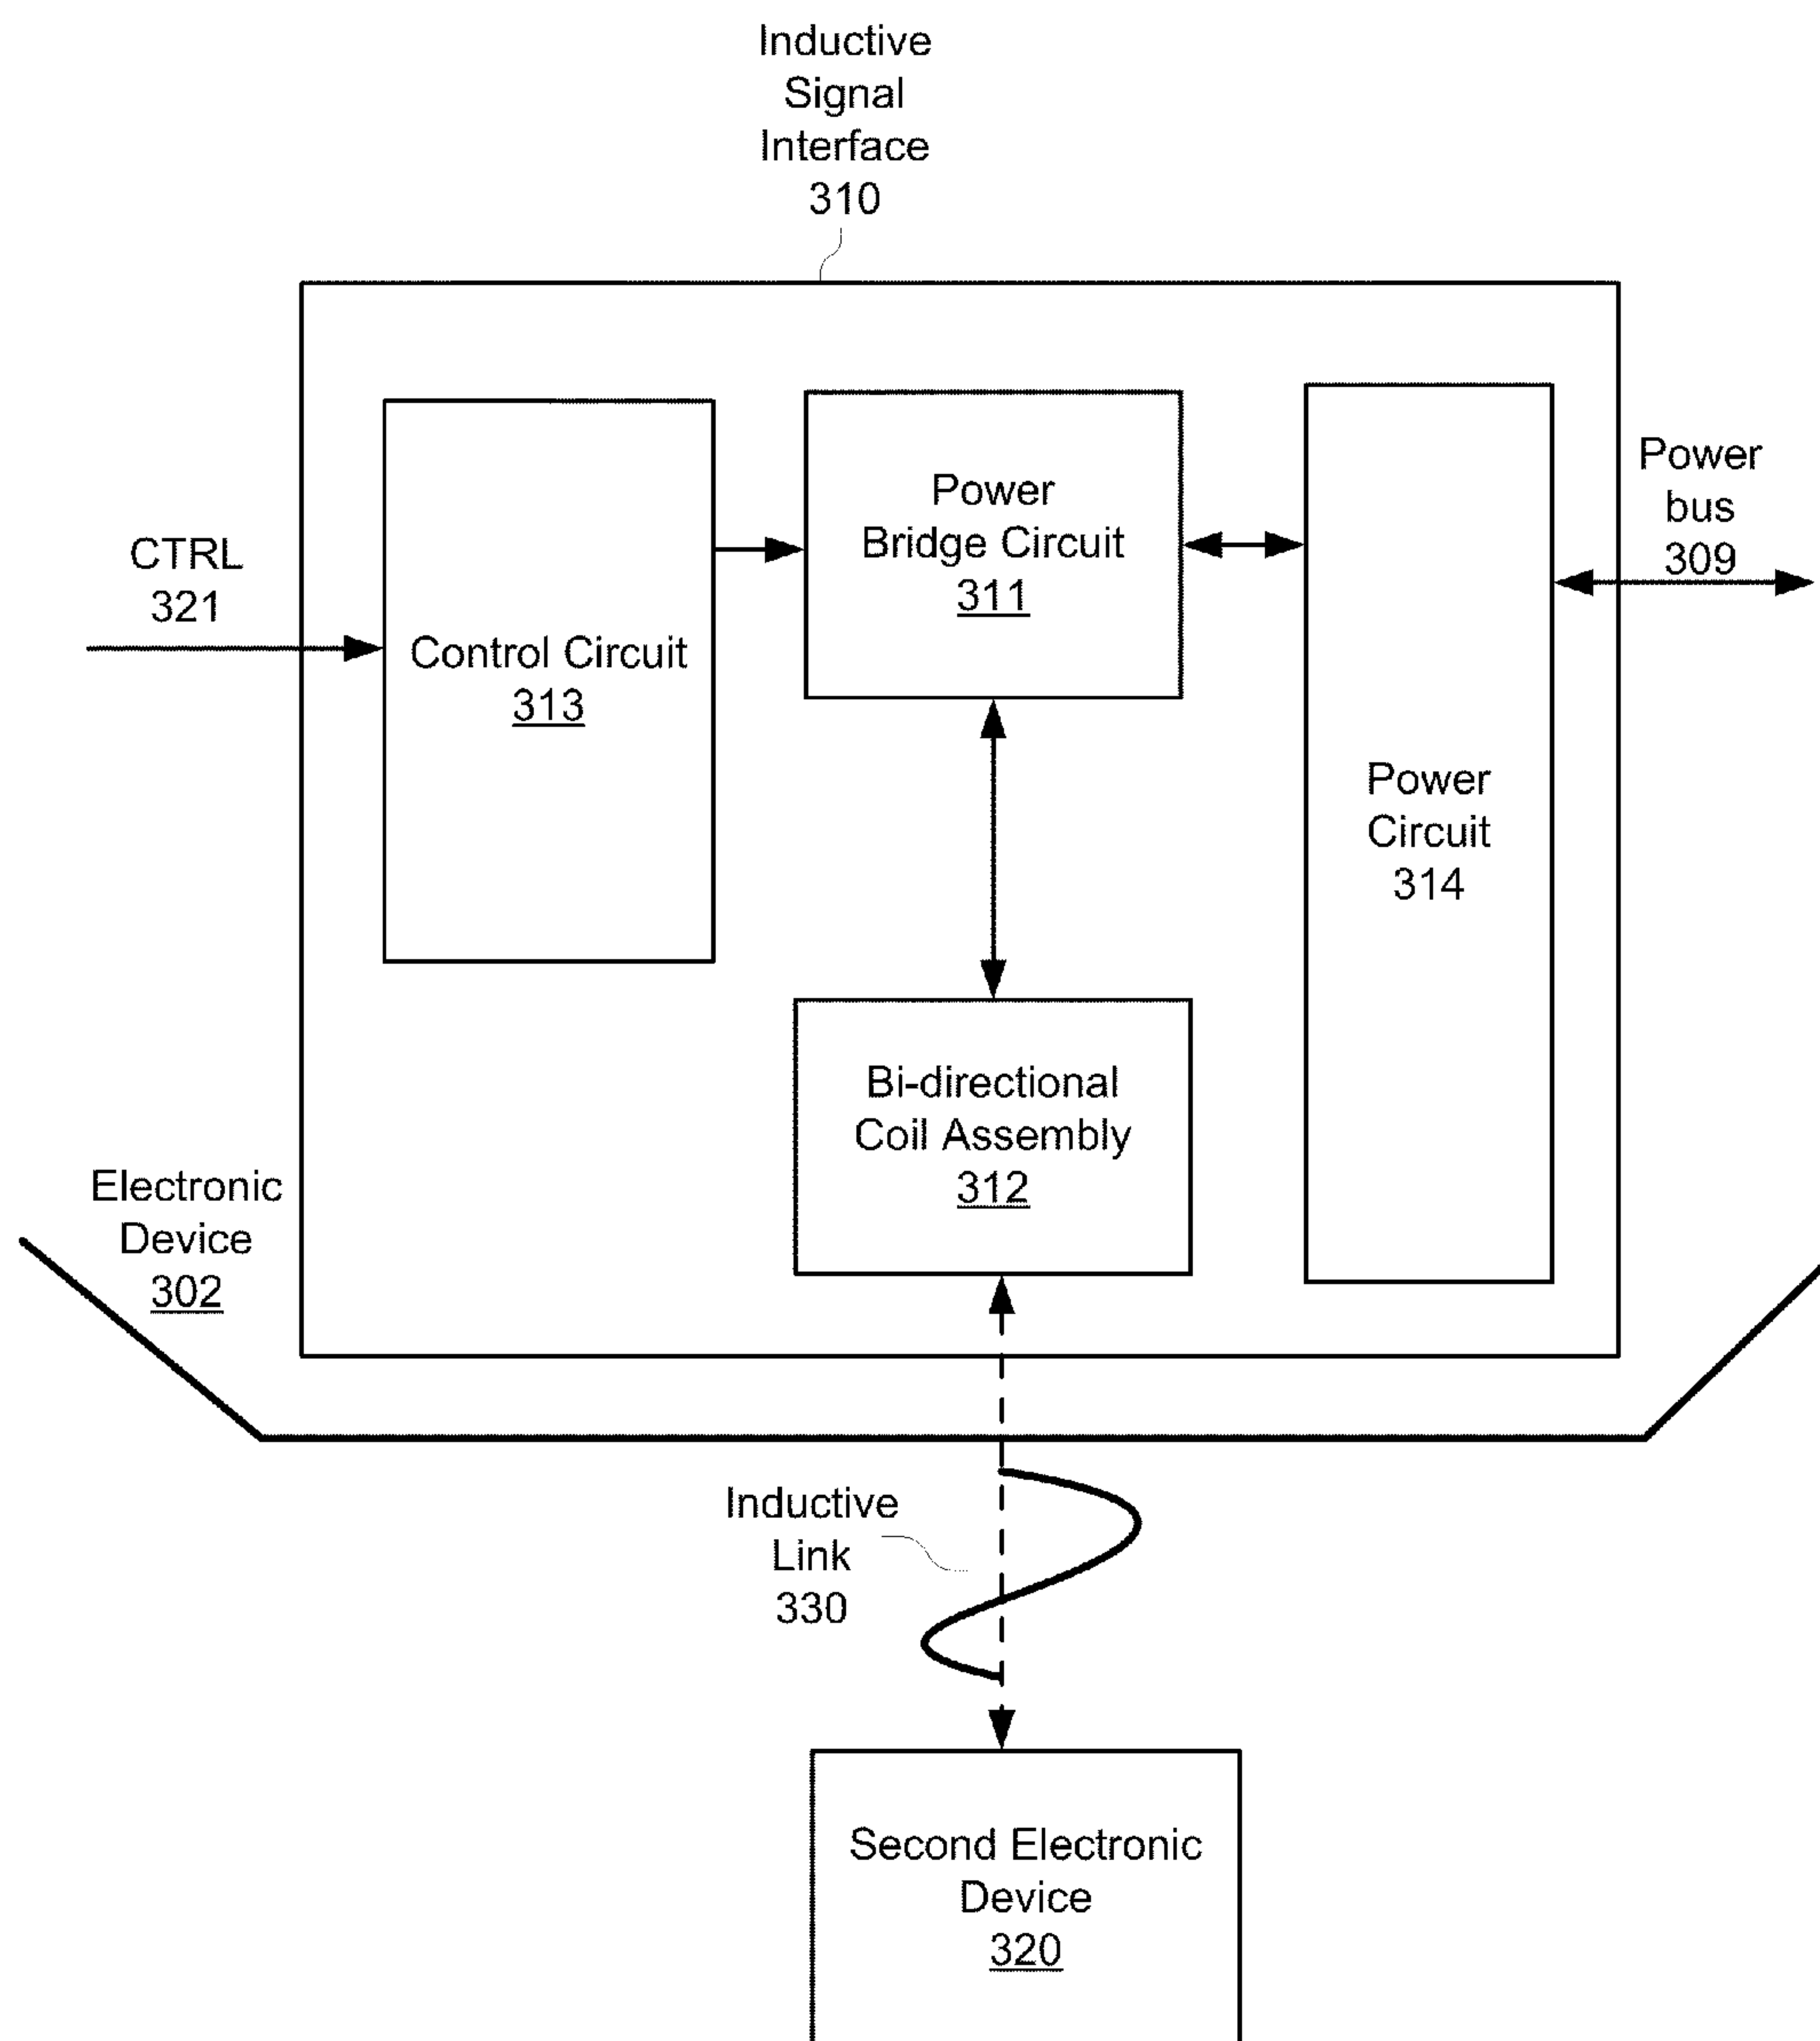 Inductive
Signal
Interface
310
CTRL
321
Control Circuit
313
Power
Bridge Circuit
311
Power
Circuit
314
Power
bus
309
Bi-directional
Coil Assembly
312
Electronic
Device
302
Inductive
Link
330
Second Electronic
Device
320